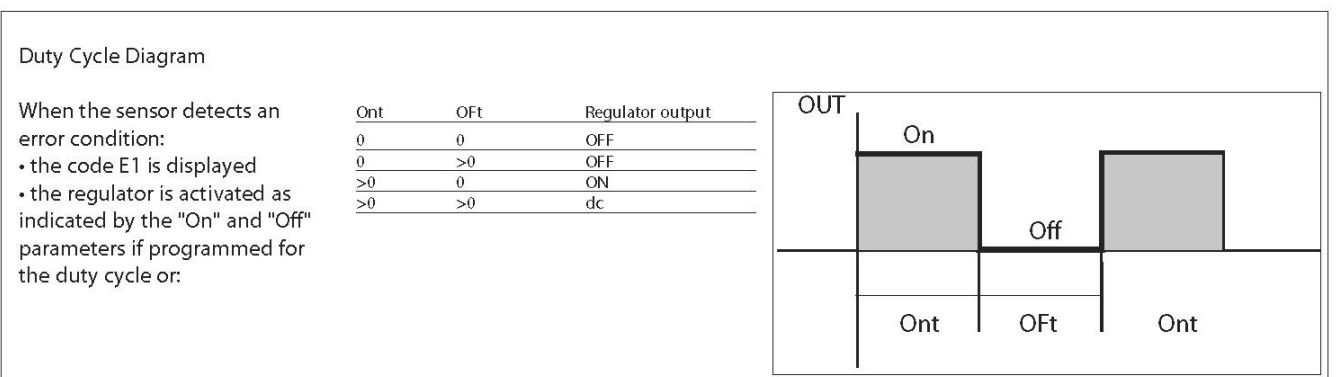 Duty Cycle Diagram
When the sensor detects an
error condition:
• the code E1 is displayed
• the regulator is activated as
indicated by the "On" and "Off"
parameters if programmed for
the duty cycle or:
Ont OFt Regulator output
0 0 OFF
0 >0 OFF
>0 0 ON
>0 >0 dc
OUT
On
Off
Ont OFt Ont